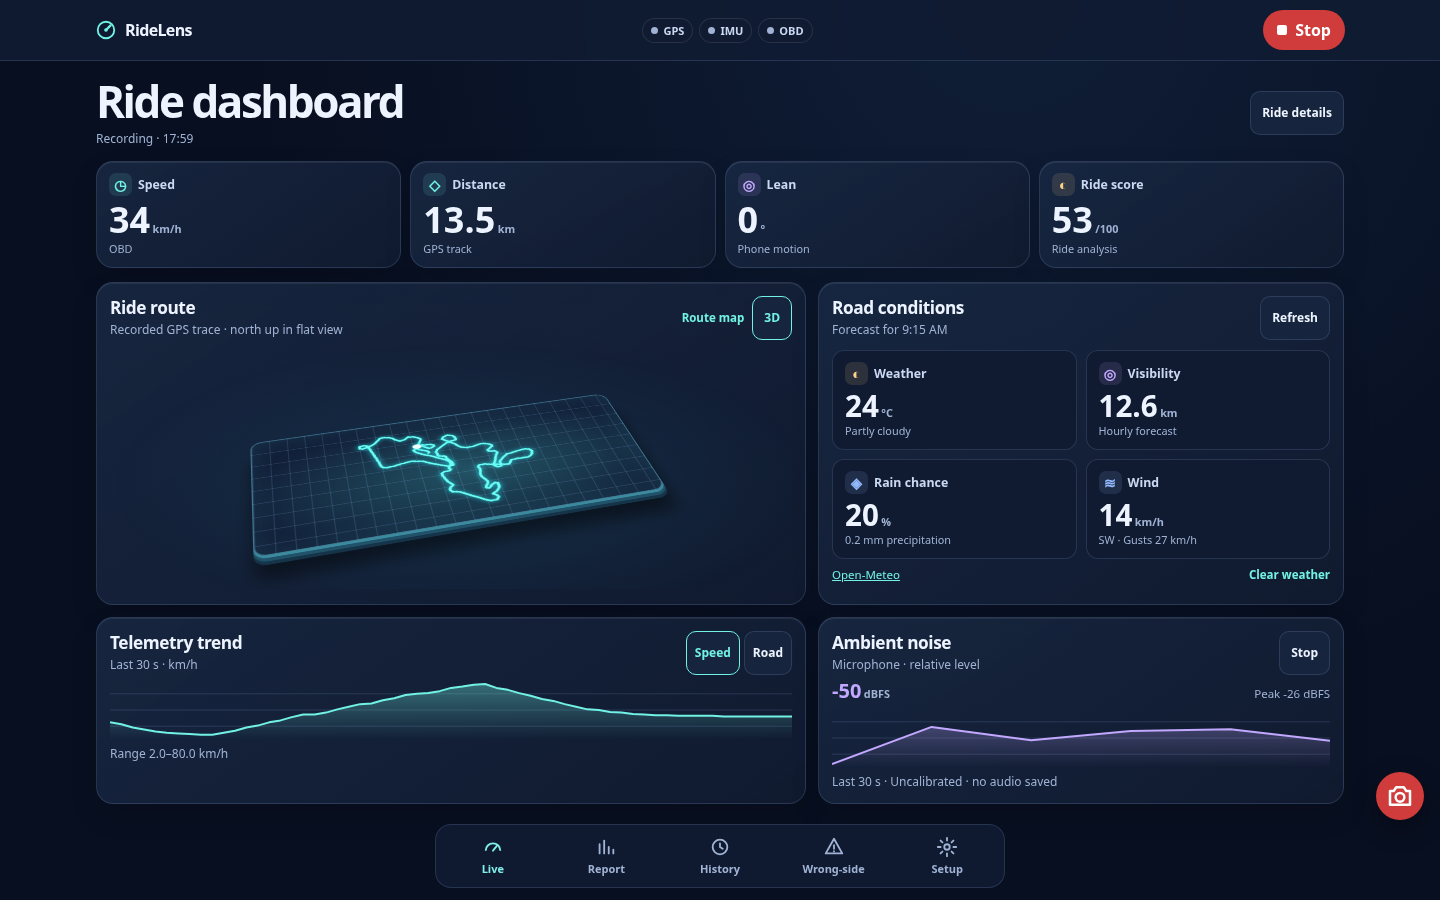 RideLens
GPS
IMU
OBD
Stop
Ride dashboard
Recording · 17:59
Ride details
Speed
34 km/h
OBD
Distance
13.5 km
GPS track
Lean
0 °
Phone motion
Ride score
53 /100
Ride analysis
Ride route
Recorded GPS trace · north up in flat view
Route map
3D
Road conditions
Forecast for 9:15 AM
Refresh
Weather
24 °C
Partly cloudy
Visibility
12.6 km
Hourly forecast
Rain chance
20 %
0.2 mm precipitation
Wind
14 km/h
SW · Gusts 27 km/h
Open-Meteo
Clear weather
Telemetry trend
Last 30 s · km/h
Speed
Road
Range 2.0–80.0 km/h
Ambient noise
Microphone · relative level
Stop
-50 dBFS
Peak -26 dBFS
Last 30 s · Uncalibrated · no audio saved
Live
Report
History
Wrong-side
Setup